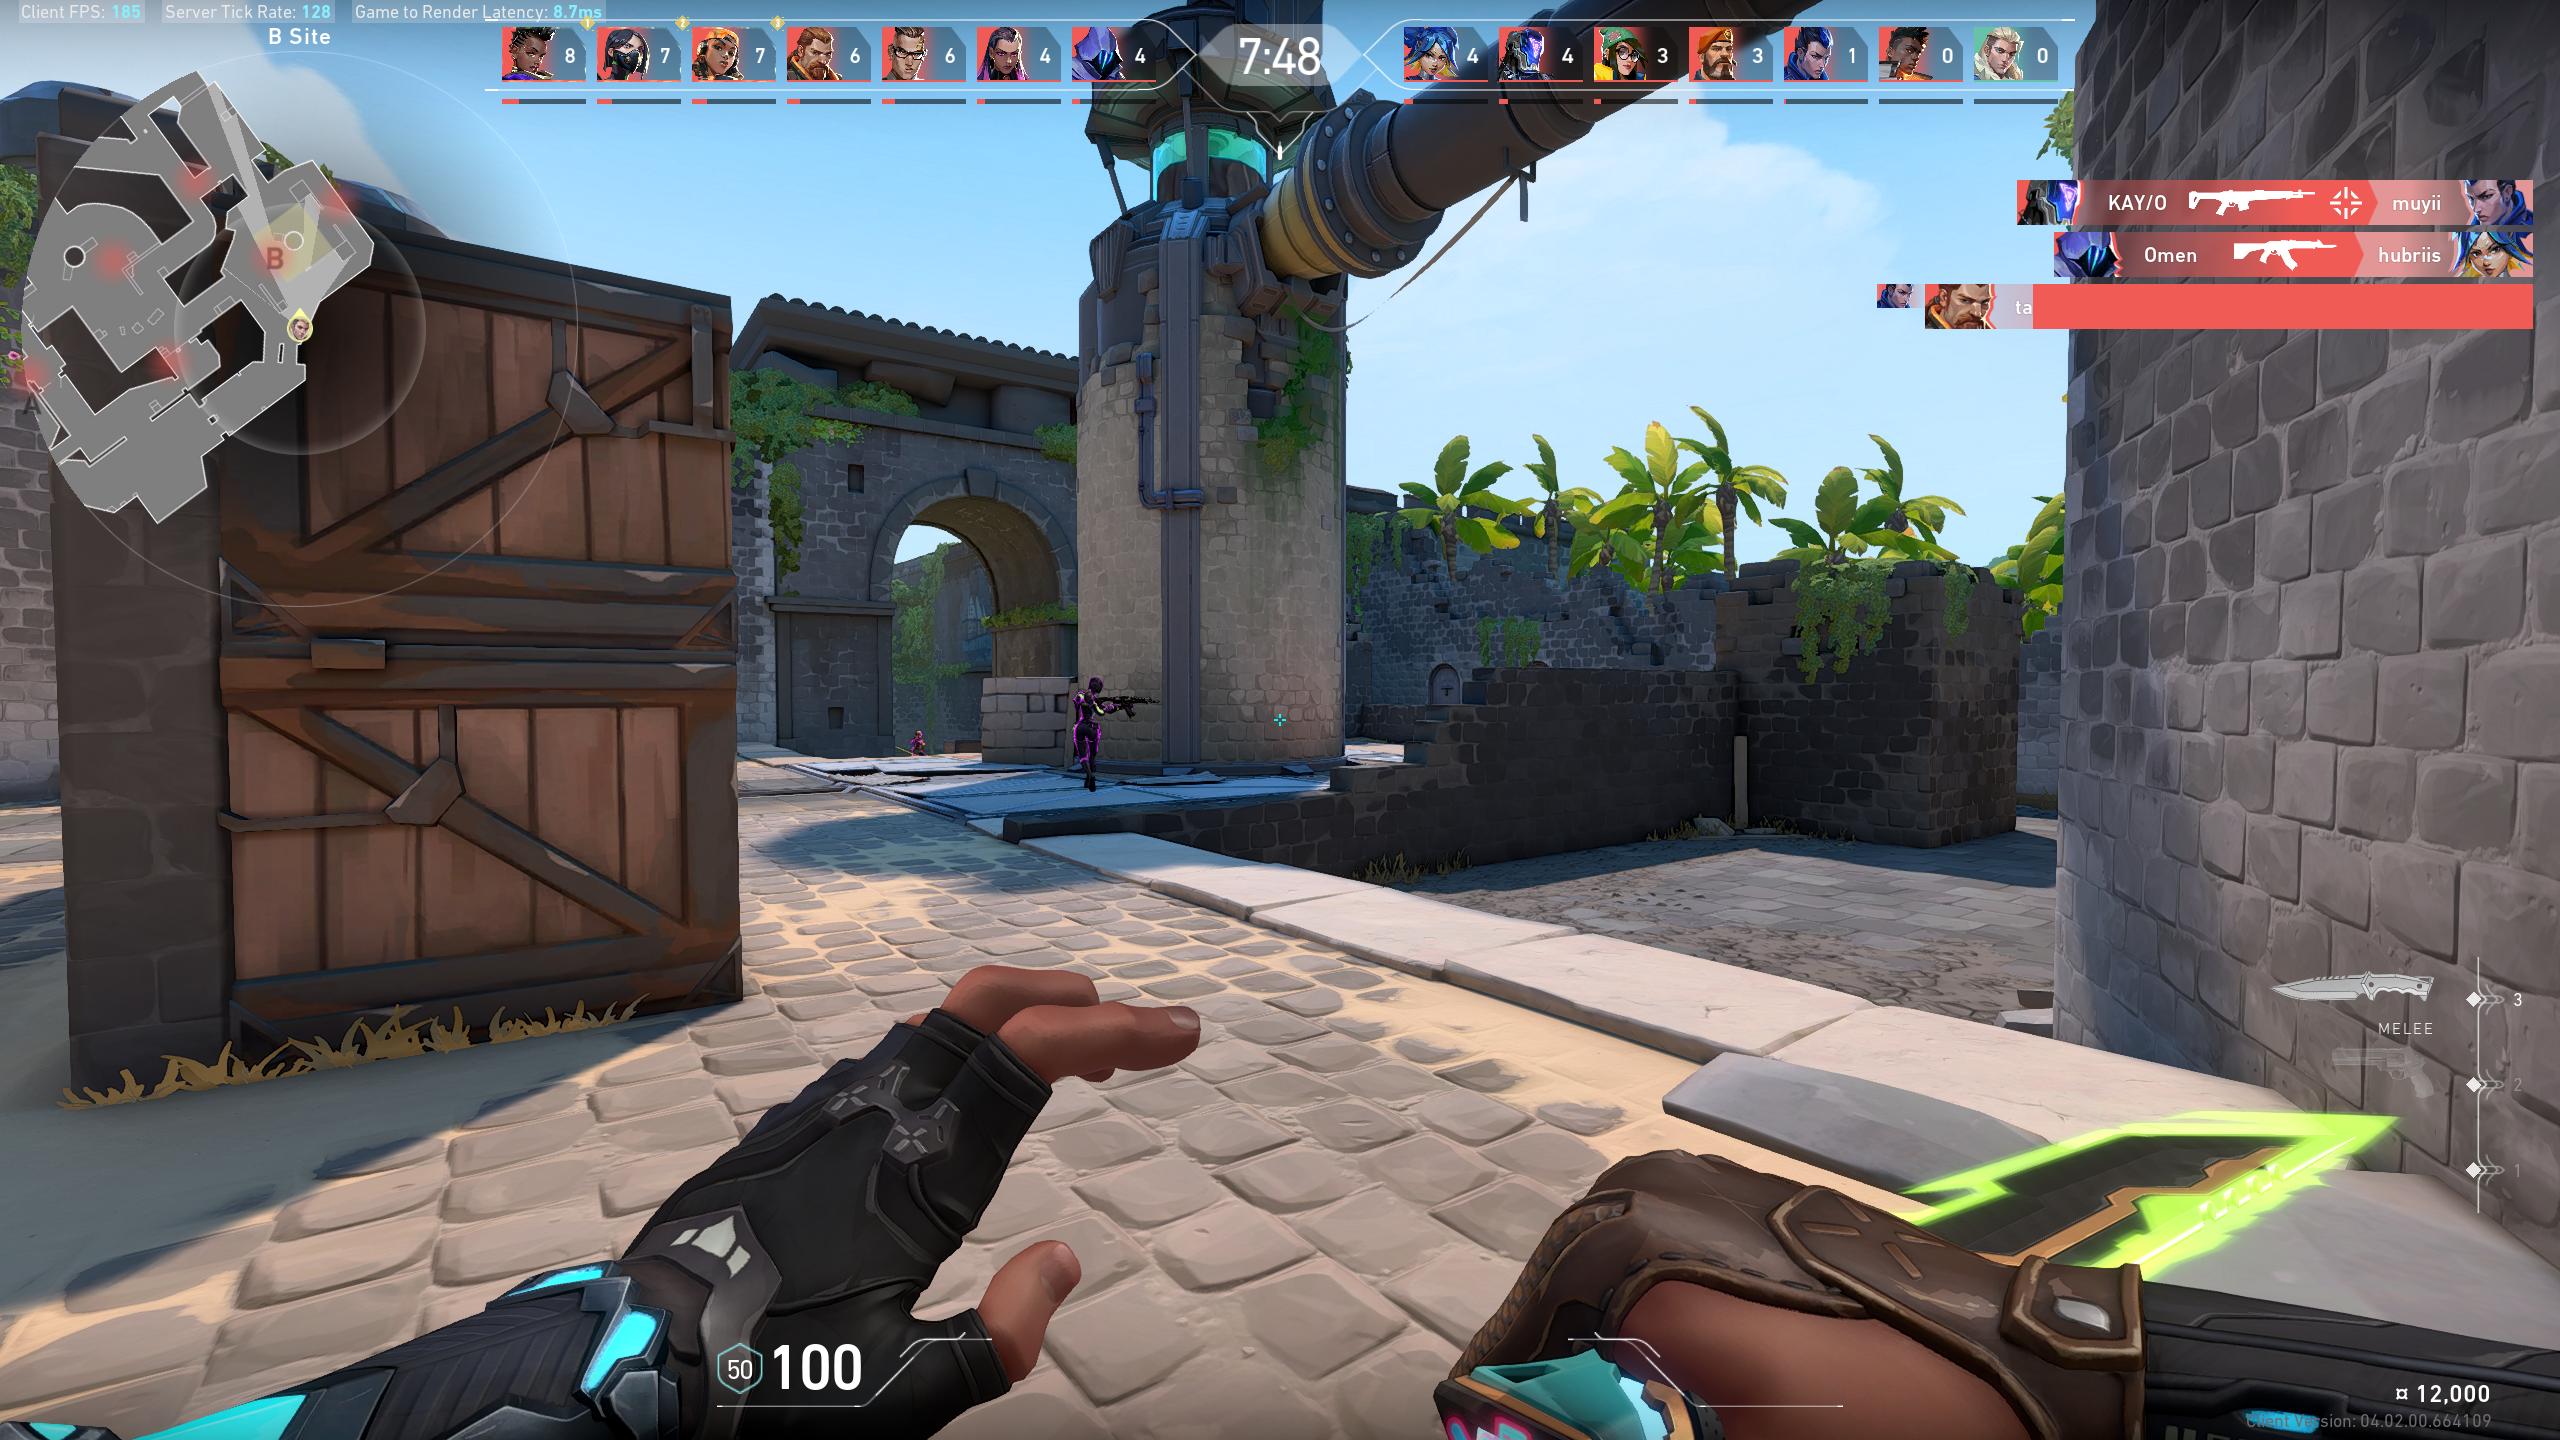 Client FPS: 185 Server Tick Rate: 128 Game to Render Latency: 8.7ms
B Site
8 7 7 6 6 4 4 7:48 4 4 3 3 1 0 0
KAY/O muyii
Omen hubriis
ta
B
A
3
MELEE
2
1
50 100
¤ 12,000
Client Version: 04.02.00.664109